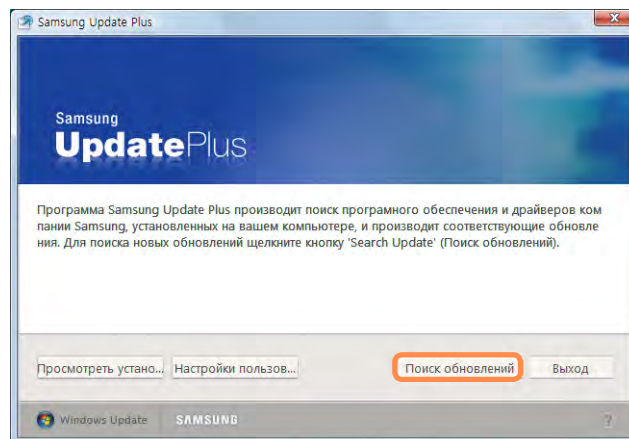 Samsung Update Plus
Samsung
UpdatePlus
Программа Samsung Update Plus производит поиск програмного обеспечения и драйверов ком
пании Samsung, установленных на вашем компьютере, и производит соответствующие обновле
ния. Для поиска новых обновлений щелкните кнопку 'Search Update' (Поиск обновлений).
Просмотреть устано... Настройки пользов... Поиск обновлений Выход
Windows Update SAMSUNG ?